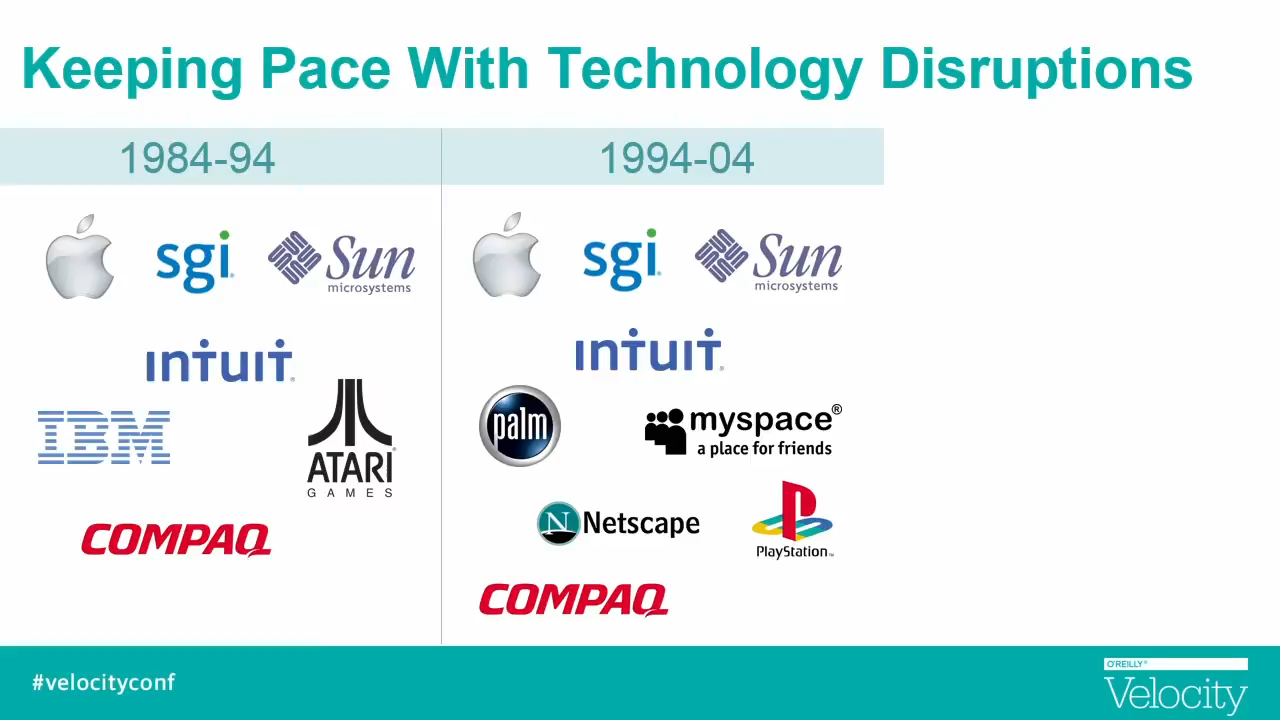 Keeping Pace With Technology Disruptions
1984-94
sgi
Sun
microsystems
INTUIT
IBM
ATARI
GAMES
COMPAQ
1994-04
sgi
Sun
microsystems
INTUIT
palm
myspace®
a place for friends
N Netscape
PlayStation™
COMPAQ
#velocityconf
O'REILLY®
Velocity